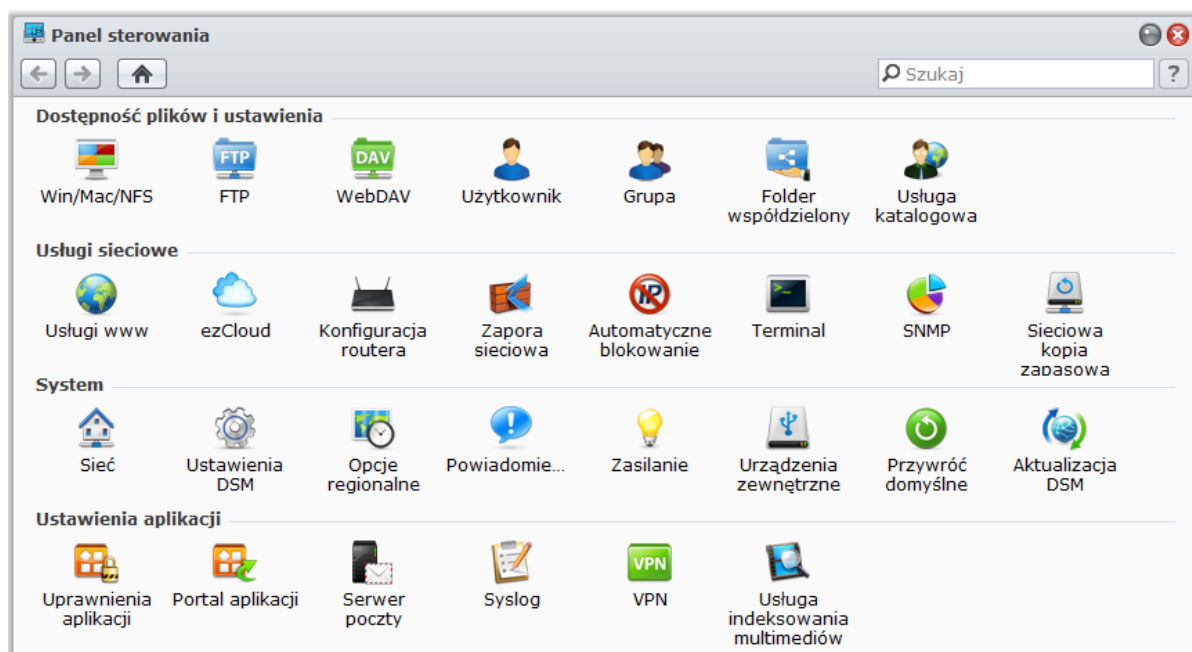 Panel sterowania
Szukaj
?
Dostępność plików i ustawienia
FTP
DAV
Win/Mac/NFS FTP WebDAV Użytkownik Grupa Folder Usługa
współdzielony katalogowa
Usługi sieciowe
IP
Usługi www ezCloud Konfiguracja Zapora Automatyczne Terminal SNMP Sieciowa
routera sieciowa blokowanie kopia
zapasowa
System
Sieć Ustawienia Opcje Powiadomie... Zasilanie Urządzenia Przywróć Aktualizacja
DSM regionalne zewnętrzne domyślne DSM
Ustawienia aplikacji
VPN
Uprawnienia Portal aplikacji Serwer Syslog VPN Usługa
aplikacji poczty indeksowania
multimediów